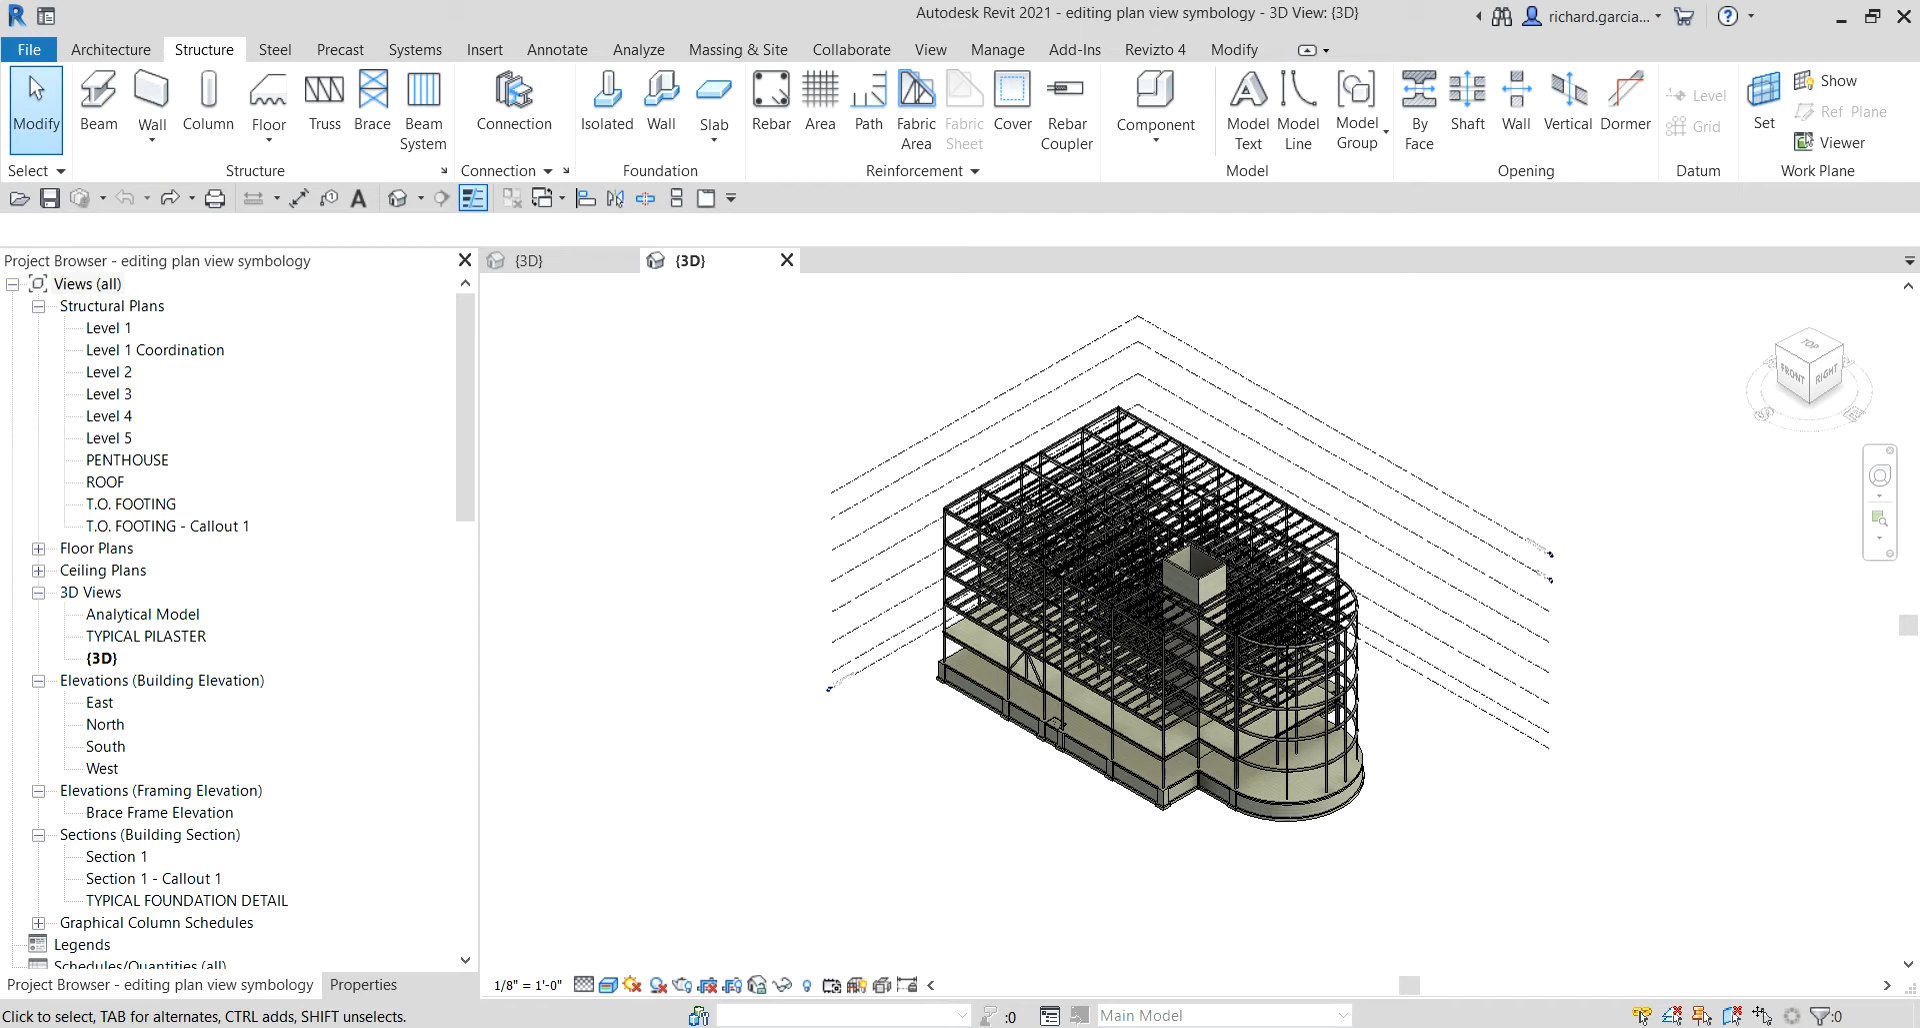 Autodesk Revit 2021 - editing plan view symbology - 3D View: {3D}
richard.garcia...
File Architecture Structure Steel Precast Systems Insert Annotate Analyze Massing & Site Collaborate View Manage Add-Ins Revizto 4 Modify
Modify Beam Wall Column Floor Truss Brace Beam System Connection Isolated Wall Slab Rebar Area Path Fabric Area Fabric Sheet Cover Rebar Coupler Component Model Text Model Line Model Group By Face Shaft Wall Vertical Dormer Level Grid Set Show Ref Plane Viewer
Select Structure Connection Foundation Reinforcement Model Opening Datum Work Plane
Project Browser - editing plan view symbology
{3D}
{3D}
Views (all)
Structural Plans
Level 1
Level 1 Coordination
Level 2
Level 3
Level 4
Level 5
PENTHOUSE
ROOF
T.O. FOOTING
T.O. FOOTING - Callout 1
Floor Plans
Ceiling Plans
3D Views
Analytical Model
TYPICAL PILASTER
{3D}
Elevations (Building Elevation)
East
North
South
West
Elevations (Framing Elevation)
Brace Frame Elevation
Sections (Building Section)
Section 1
Section 1 - Callout 1
TYPICAL FOUNDATION DETAIL
Graphical Column Schedules
Legends
Schedules/Quantities (all)
TOP
FRONT
RIGHT
Project Browser - editing plan view symbology
Properties
1/8" = 1'-0"
Click to select, TAB for alternates, CTRL adds, SHIFT unselects.
:0
Main Model
:0